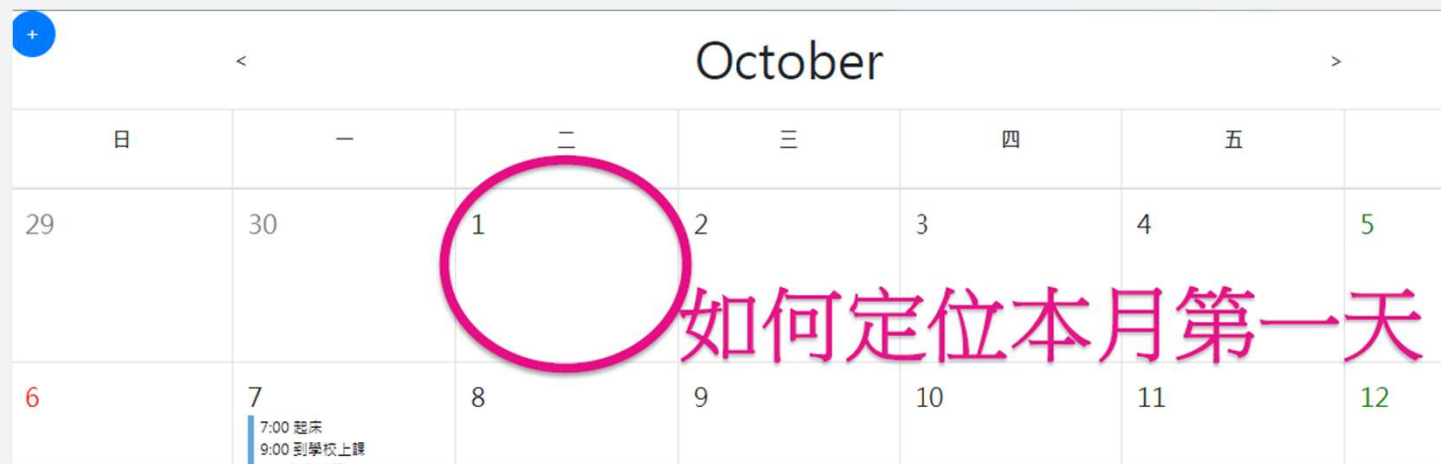 +
< October >
日 一 二 三 四 五
29 30 1 2 3 4 5
如何定位本月第一天
6 7 8 9 10 11 12
7:00 起床
9:00 到學校上課